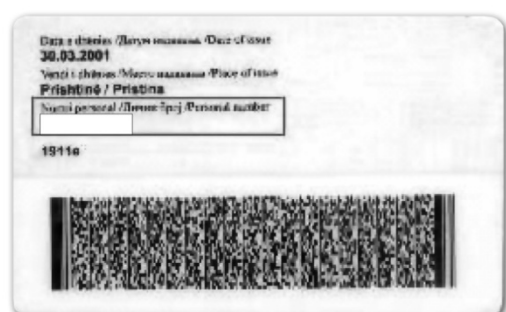 Data e dhënies / /Date of issue
30.03.2001
Vendi i dhënies / /Place of issue
Prishtinë / Pristina
Numri personal / /Personal number
1911e